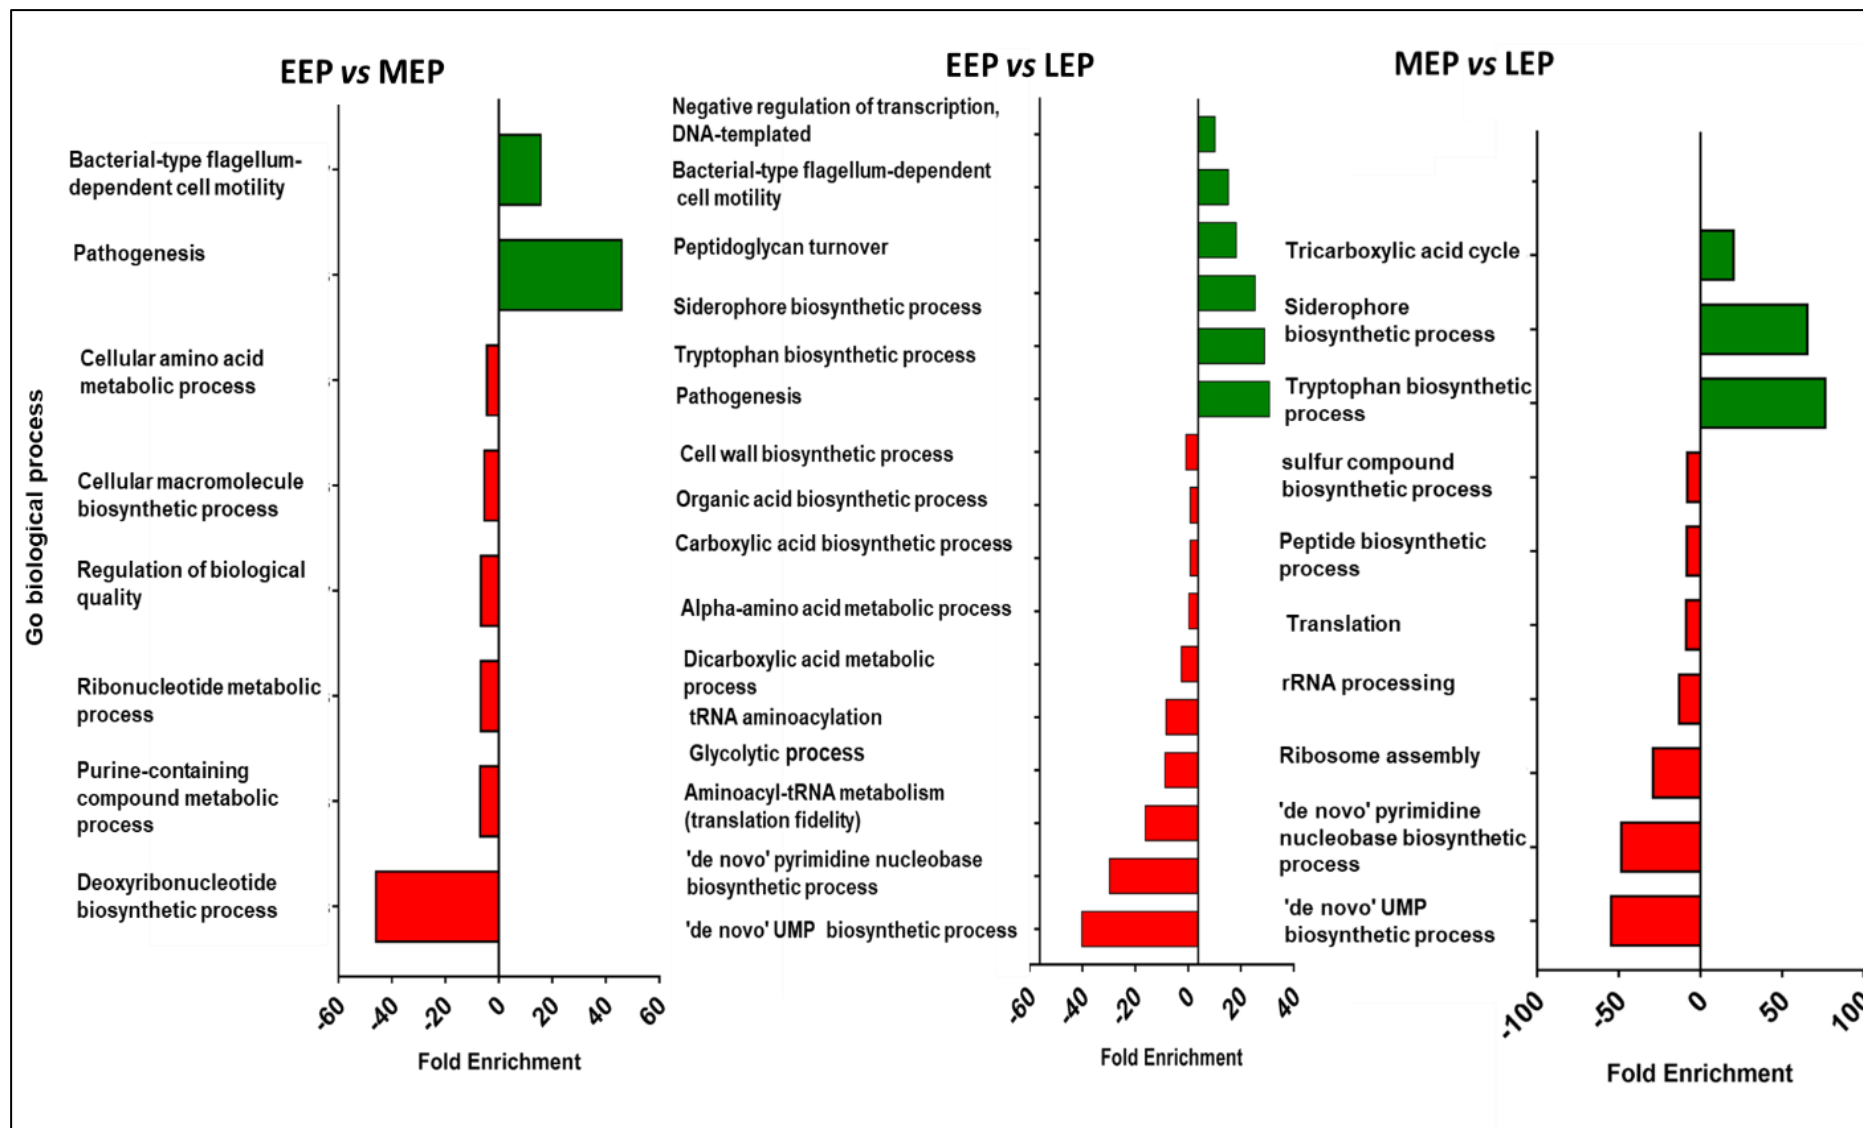 EEP vs MEP
Go biological process
Bacterial-type flagellum-
dependent cell motility
Pathogenesis
Cellular amino acid
metabolic process
Cellular macromolecule
biosynthetic process
Regulation of biological
quality
Ribonucleotide metabolic
process
Purine-containing
compound metabolic
process
Deoxyribonucleotide
biosynthetic process
-60 -40 -20 0 20 40 60
Fold Enrichment
EEP vs LEP
Negative regulation of transcription,
DNA-templated
Bacterial-type flagellum-dependent
cell motility
Peptidoglycan turnover
Siderophore biosynthetic process
Tryptophan biosynthetic process
Pathogenesis
Cell wall biosynthetic process
Organic acid biosynthetic process
Carboxylic acid biosynthetic process
Alpha-amino acid metabolic process
Dicarboxylic acid metabolic
process
tRNA aminoacylation
Glycolytic process
Aminoacyl-tRNA metabolism
(translation fidelity)
'de novo' pyrimidine nucleobase
biosynthetic process
'de novo' UMP biosynthetic process
-60 -40 -20 0 20 40
Fold Enrichment
MEP vs LEP
Tricarboxylic acid cycle
Siderophore
biosynthetic process
Tryptophan biosynthetic
process
sulfur compound
biosynthetic process
Peptide biosynthetic
process
Translation
rRNA processing
Ribosome assembly
'de novo' pyrimidine
nucleobase biosynthetic
process
'de novo' UMP
biosynthetic process
-100 -50 0 50 100
Fold Enrichment